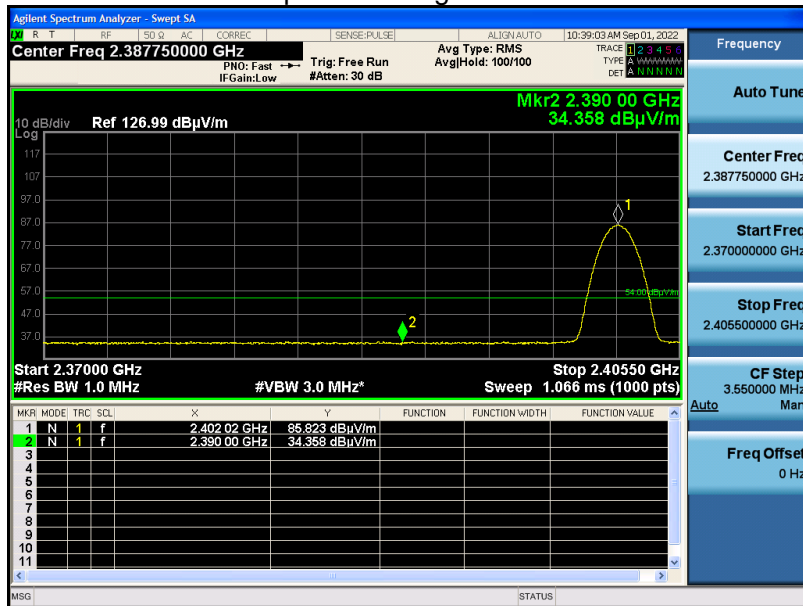 Agilent Spectrum Analyzer - Swept SA
LXI R T RF 50 Ω AC CORREC SENSE:PULSE ALIGN AUTO 10:39:03 AM Sep 01, 2022
Center Freq 2.387750000 GHz
PNO: Fast
IFGain:Low
Trig: Free Run
#Atten: 30 dB
Avg Type: RMS
Avg|Hold: 100/100
TRACE 1 2 3 4 5 6
TYPE A
DET A N N N N N
Mkr2 2.390 00 GHz
34.358 dBµV/m
10 dB/div Ref 126.99 dBµV/m
Log
117
107
97.0
87.0
77.0
67.0
57.0
47.0
37.0
1
2
54.00 dBµV/m
Start 2.37000 GHz Stop 2.40550 GHz
#Res BW 1.0 MHz #VBW 3.0 MHz* Sweep 1.066 ms (1000 pts)
MKR MODE TRC SCL X Y FUNCTION FUNCTION WIDTH FUNCTION VALUE
1 N 1 f 2.402 02 GHz 85.823 dBµV/m
2 N 1 f 2.390 00 GHz 34.358 dBµV/m
3
4
5
6
7
8
9
10
11
MSG STATUS
Frequency
Auto Tune
Center Freq
2.387750000 GHz
Start Freq
2.370000000 GHz
Stop Freq
2.405500000 GHz
CF Step
3.550000 MHz
Auto Man
Freq Offset
0 Hz